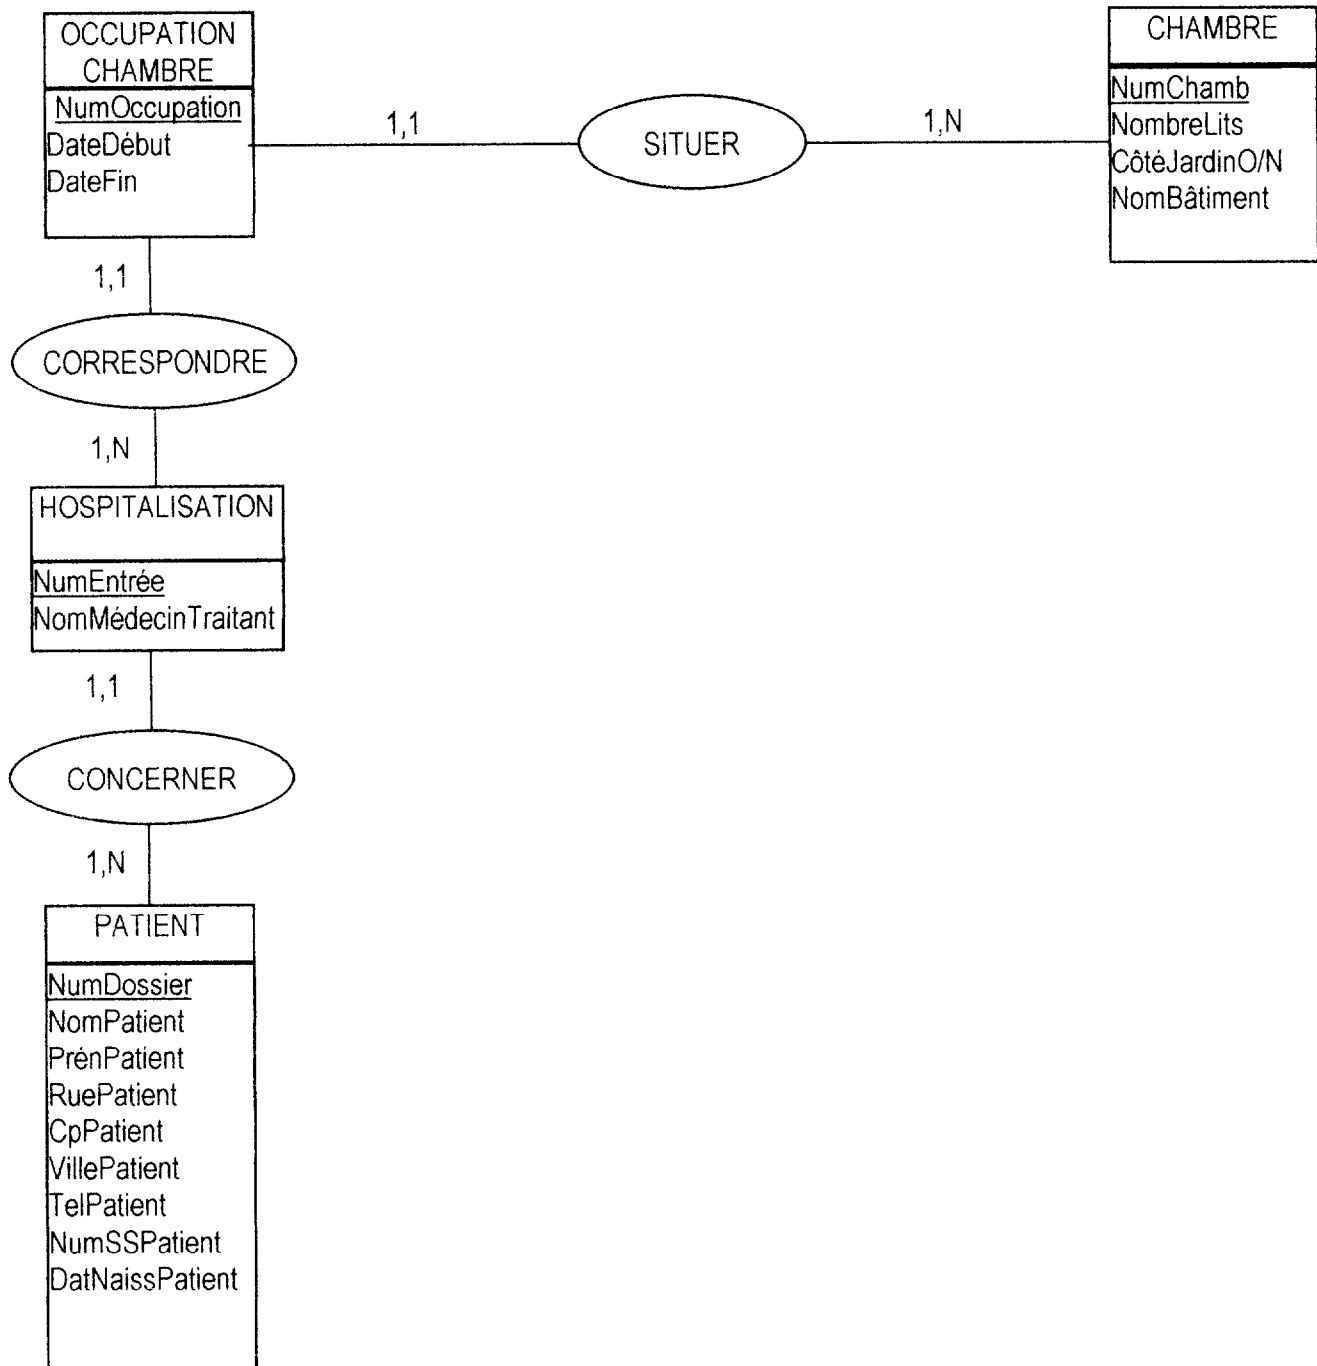 OCCUPATION
CHAMBRE
NumOccupation
DateDébut
DateFin
1,1
SITUER
1,N
CHAMBRE
NumChamb
NombreLits
CôtéJardinO/N
NomBâtiment
1,1
CORRESPONDRE
1,N
HOSPITALISATION
NumEntrée
NomMédecinTraitant
1,1
CONCERNER
1,N
PATIENT
NumDossier
NomPatient
PrénPatient
RuePatient
CpPatient
VillePatient
TelPatient
NumSSPatient
DatNaissPatient